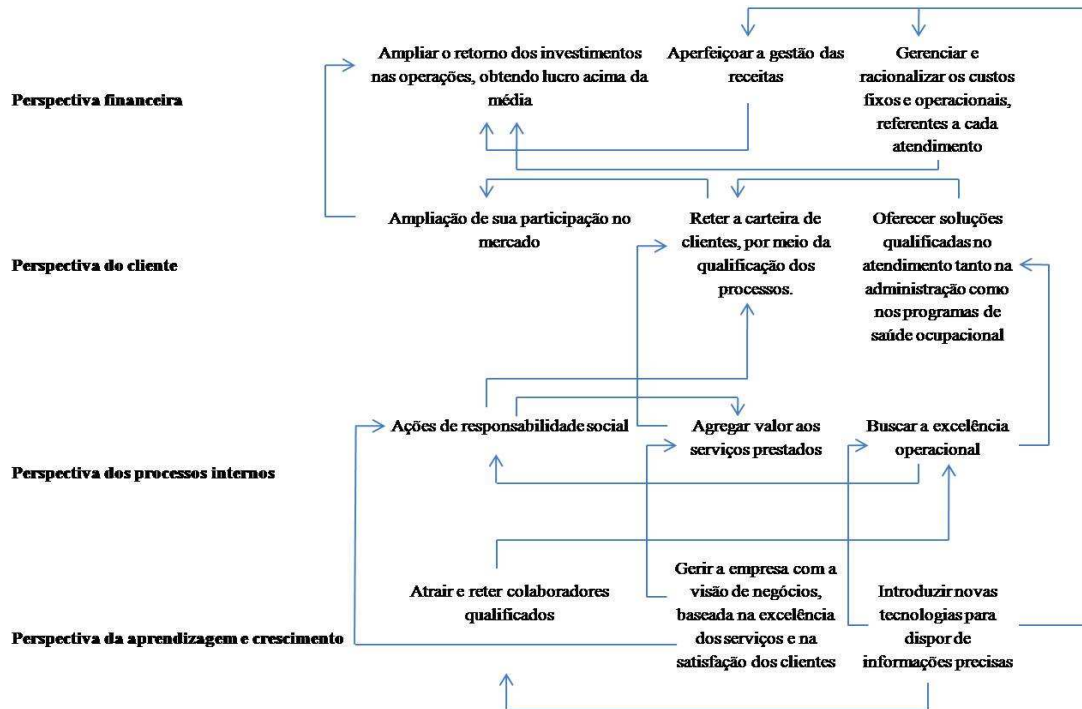 Perspectiva financeira
Ampliar o retorno dos investimentos
nas operações, obtendo lucro acima da
média
Aperfeiçoar a gestão das
receitas
Gerenciar e
racionalizar os custos
fixos e operacionais,
referentes a cada
atendimento
Perspectiva do cliente
Ampliação de sua participação no
mercado
Reter a carteira de
clientes, por meio da
qualificação dos
processos.
Oferecer soluções
qualificadas no
atendimento tanto na
administração como
nos programas de
saúde ocupacional
Perspectiva dos processos internos
Ações de responsabilidade social
Agregar valor aos
serviços prestados
Buscar a excelência
operacional
Perspectiva da aprendizagem e crescimento
Atrair e reter colaboradores
qualificados
Gerir a empresa com a
visão de negócios,
baseada na excelência
dos serviços e na
satisfação dos clientes
Introduzir novas
tecnologias para
dispor de
informações precisas